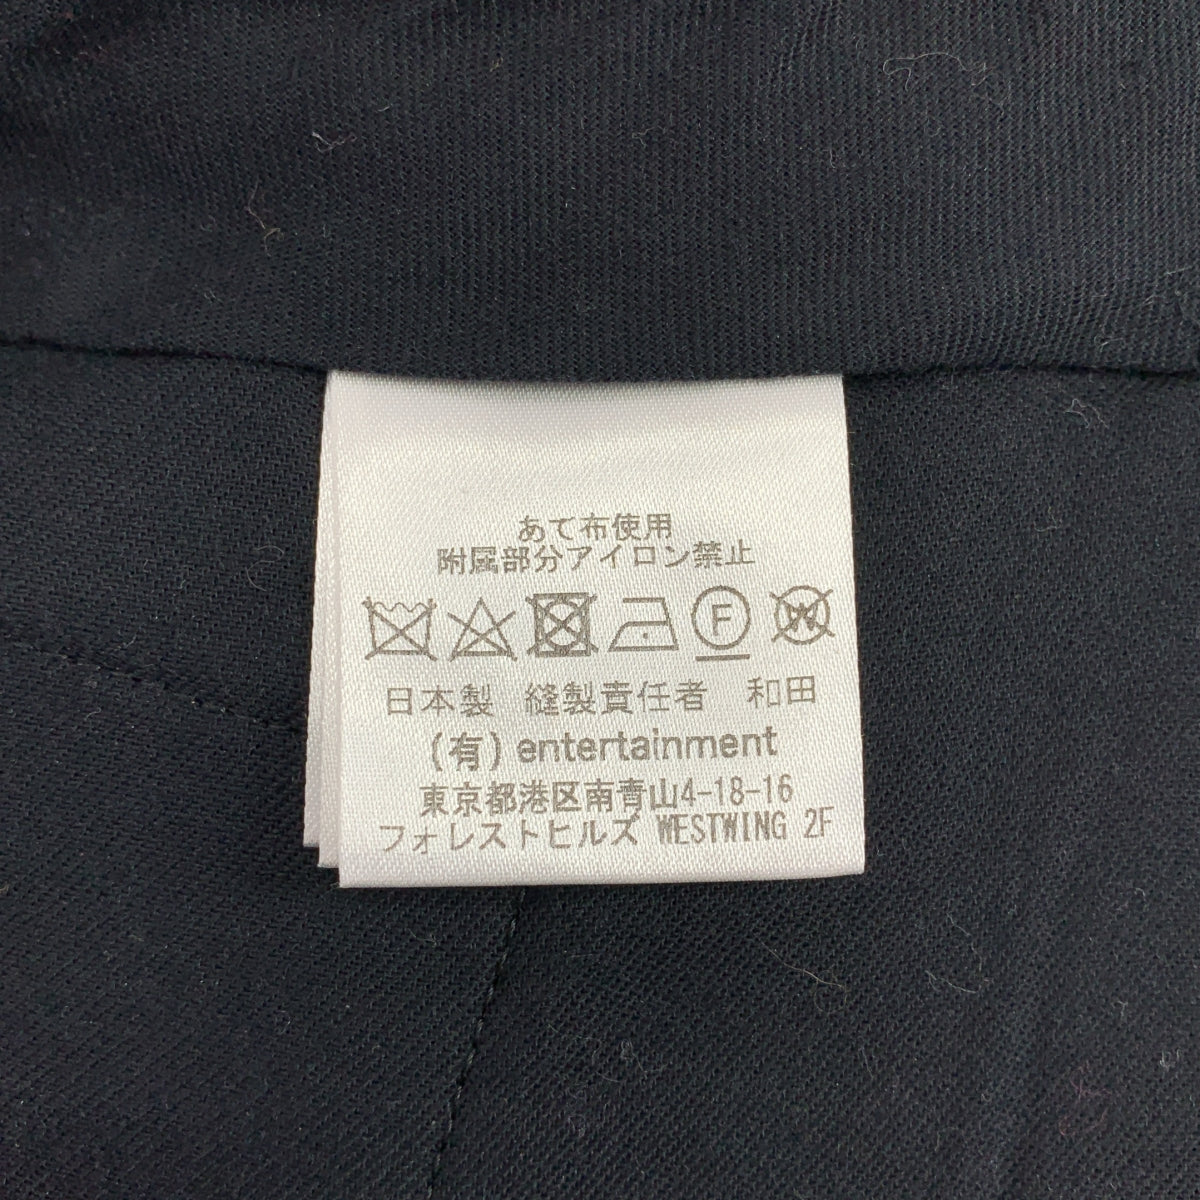 あて布使用
附属部分アイロン禁止
F W
日本製 縫製責任者 和田
(有) entertainment
東京都港区南青山4-18-16
フォレストヒルズ WESTWING 2F